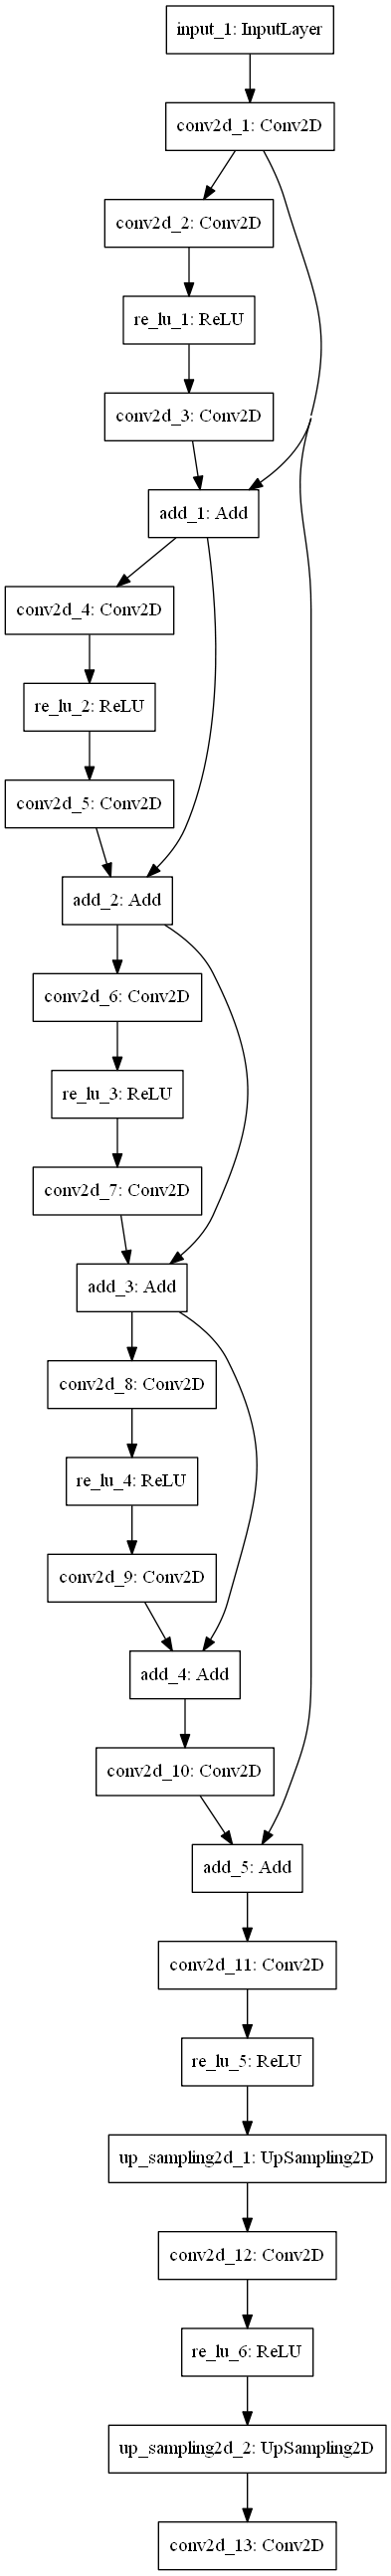 input_1: InputLayer
conv2d_1: Conv2D
conv2d_2: Conv2D
re_lu_1: ReLU
conv2d_3: Conv2D
add_1: Add
conv2d_4: Conv2D
re_lu_2: ReLU
conv2d_5: Conv2D
add_2: Add
conv2d_6: Conv2D
re_lu_3: ReLU
conv2d_7: Conv2D
add_3: Add
conv2d_8: Conv2D
re_lu_4: ReLU
conv2d_9: Conv2D
add_4: Add
conv2d_10: Conv2D
add_5: Add
conv2d_11: Conv2D
re_lu_5: ReLU
up_sampling2d_1: UpSampling2D
conv2d_12: Conv2D
re_lu_6: ReLU
up_sampling2d_2: UpSampling2D
conv2d_13: Conv2D